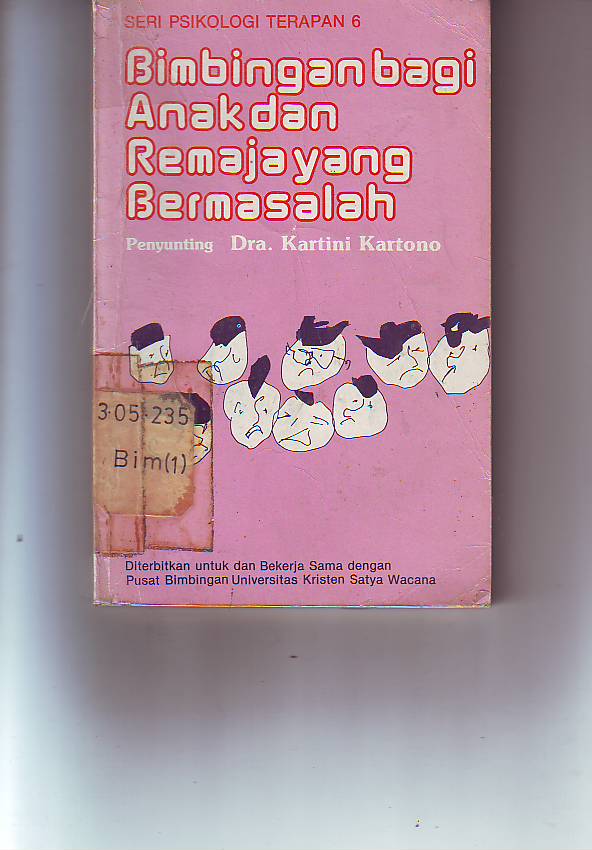 SERI PSIKOLOGI TERAPAN 6
Bimbingan bagi
Anak dan
Remaja yang
Bermasalah
Penyunting Dra. Kartini Kartono
3.05.235
Bim(1)
Diterbitkan untuk dan Bekerja Sama dengan
Pusat Bimbingan Universitas Kristen Satya Wacana